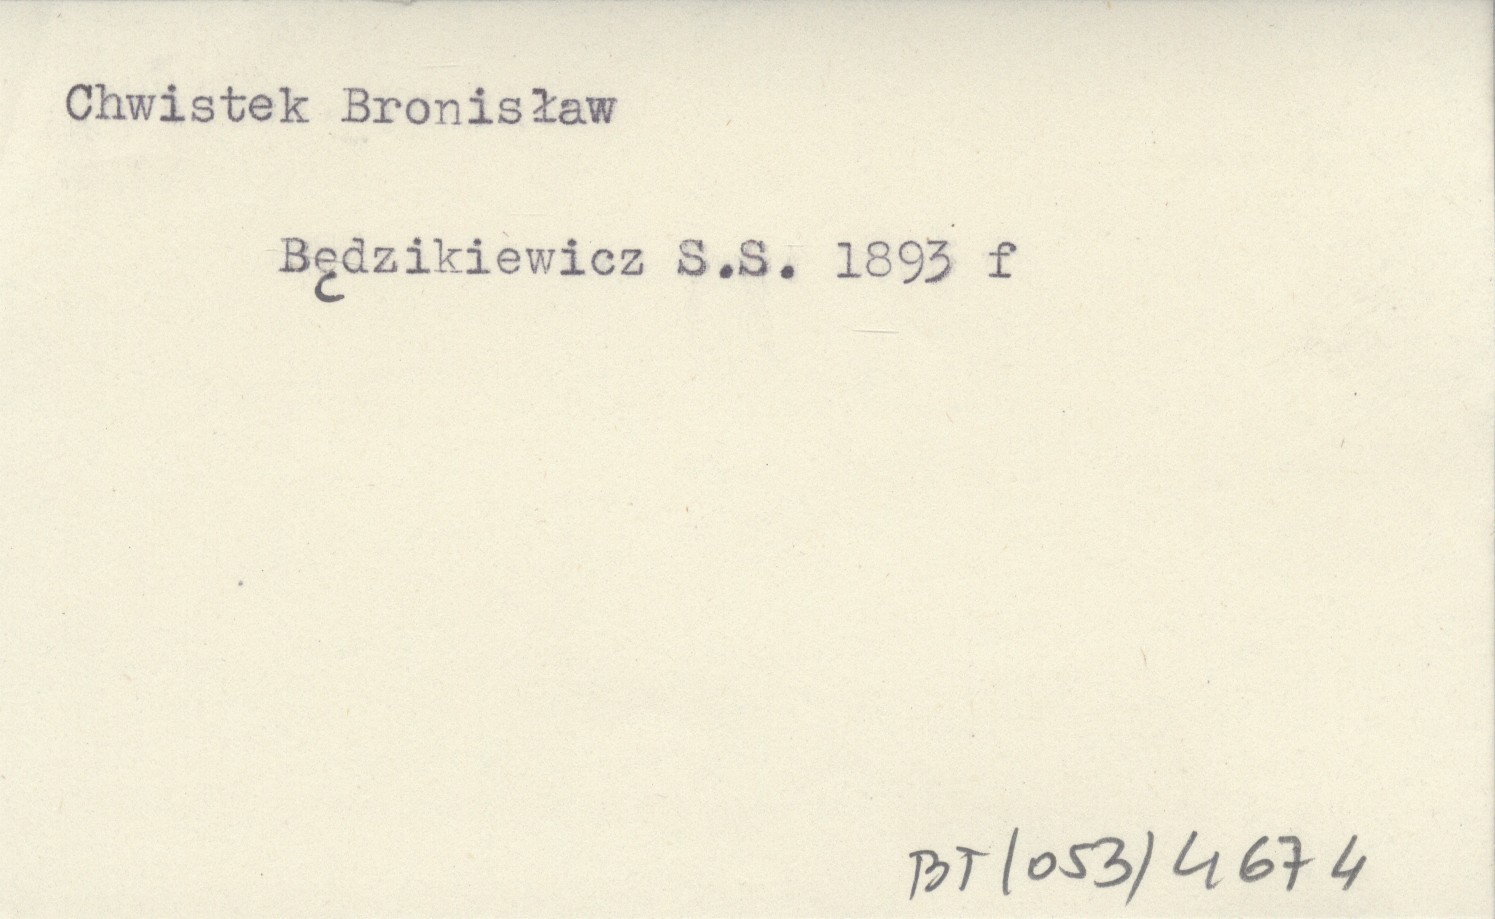 Chwistek Bronisław
Będzikiewicz S.S. 1893 f
BT/053/4674